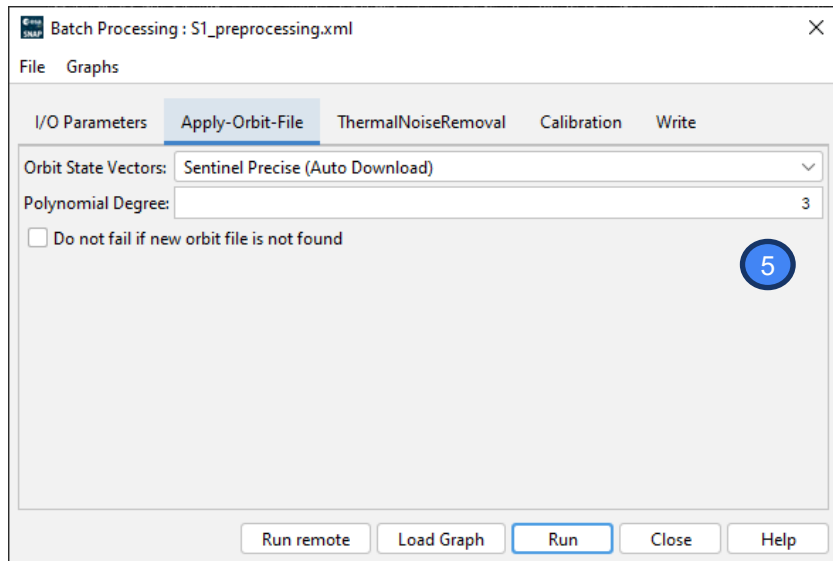 esa SNAP Batch Processing : S1_preprocessing.xml
File Graphs
I/O Parameters Apply-Orbit-File ThermalNoiseRemoval Calibration Write
Orbit State Vectors: Sentinel Precise (Auto Download)
Polynomial Degree: 3
Do not fail if new orbit file is not found
5
Run remote Load Graph Run Close Help